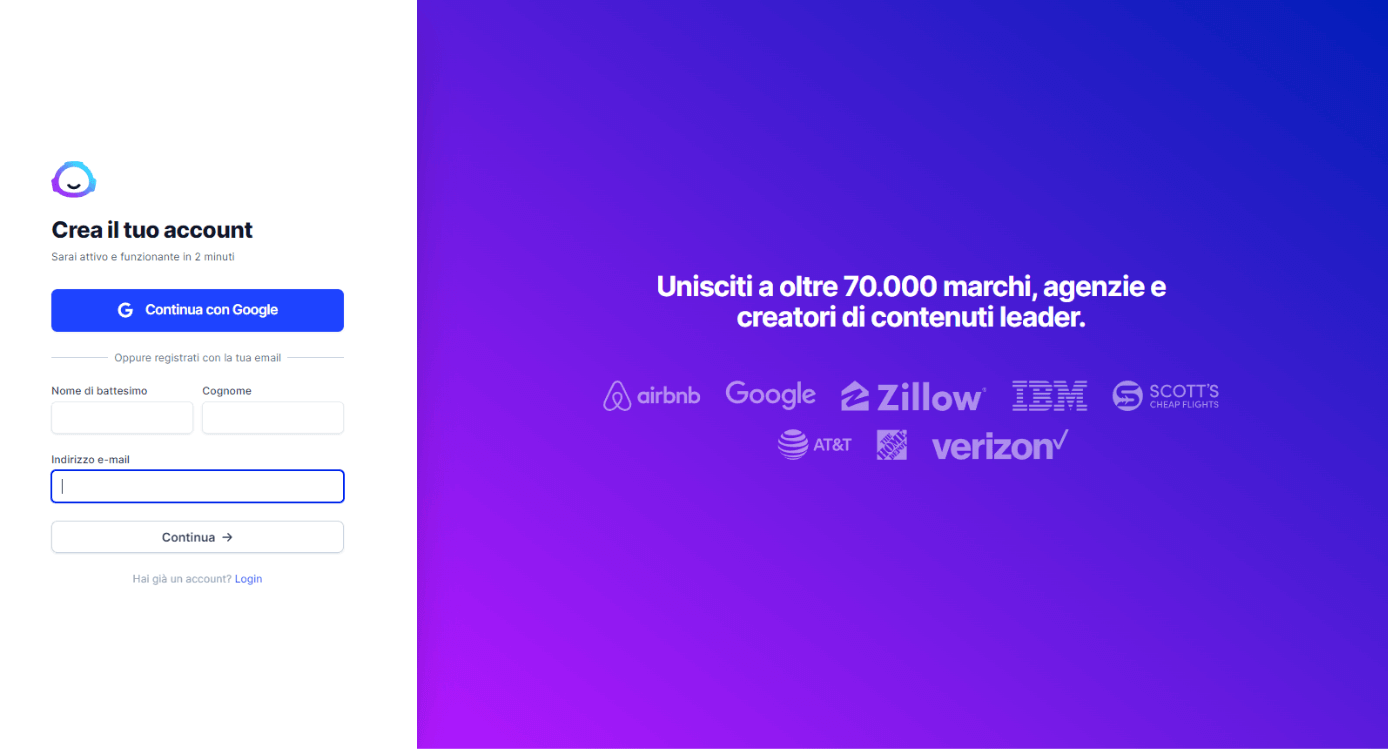 Crea il tuo account
Sarai attivo e funzionante in 2 minuti
G Continua con Google
Oppure registrati con la tua email
Nome di battesimo
Cognome
Indirizzo e-mail
Continua →
Hai già un account? Login
Unisciti a oltre 70.000 marchi, agenzie e
creatori di contenuti leader.
airbnb Google Zillow® IBM SCOTT'S
CHEAP FLIGHTS
AT&T THE HOME DEPOT verizon✓